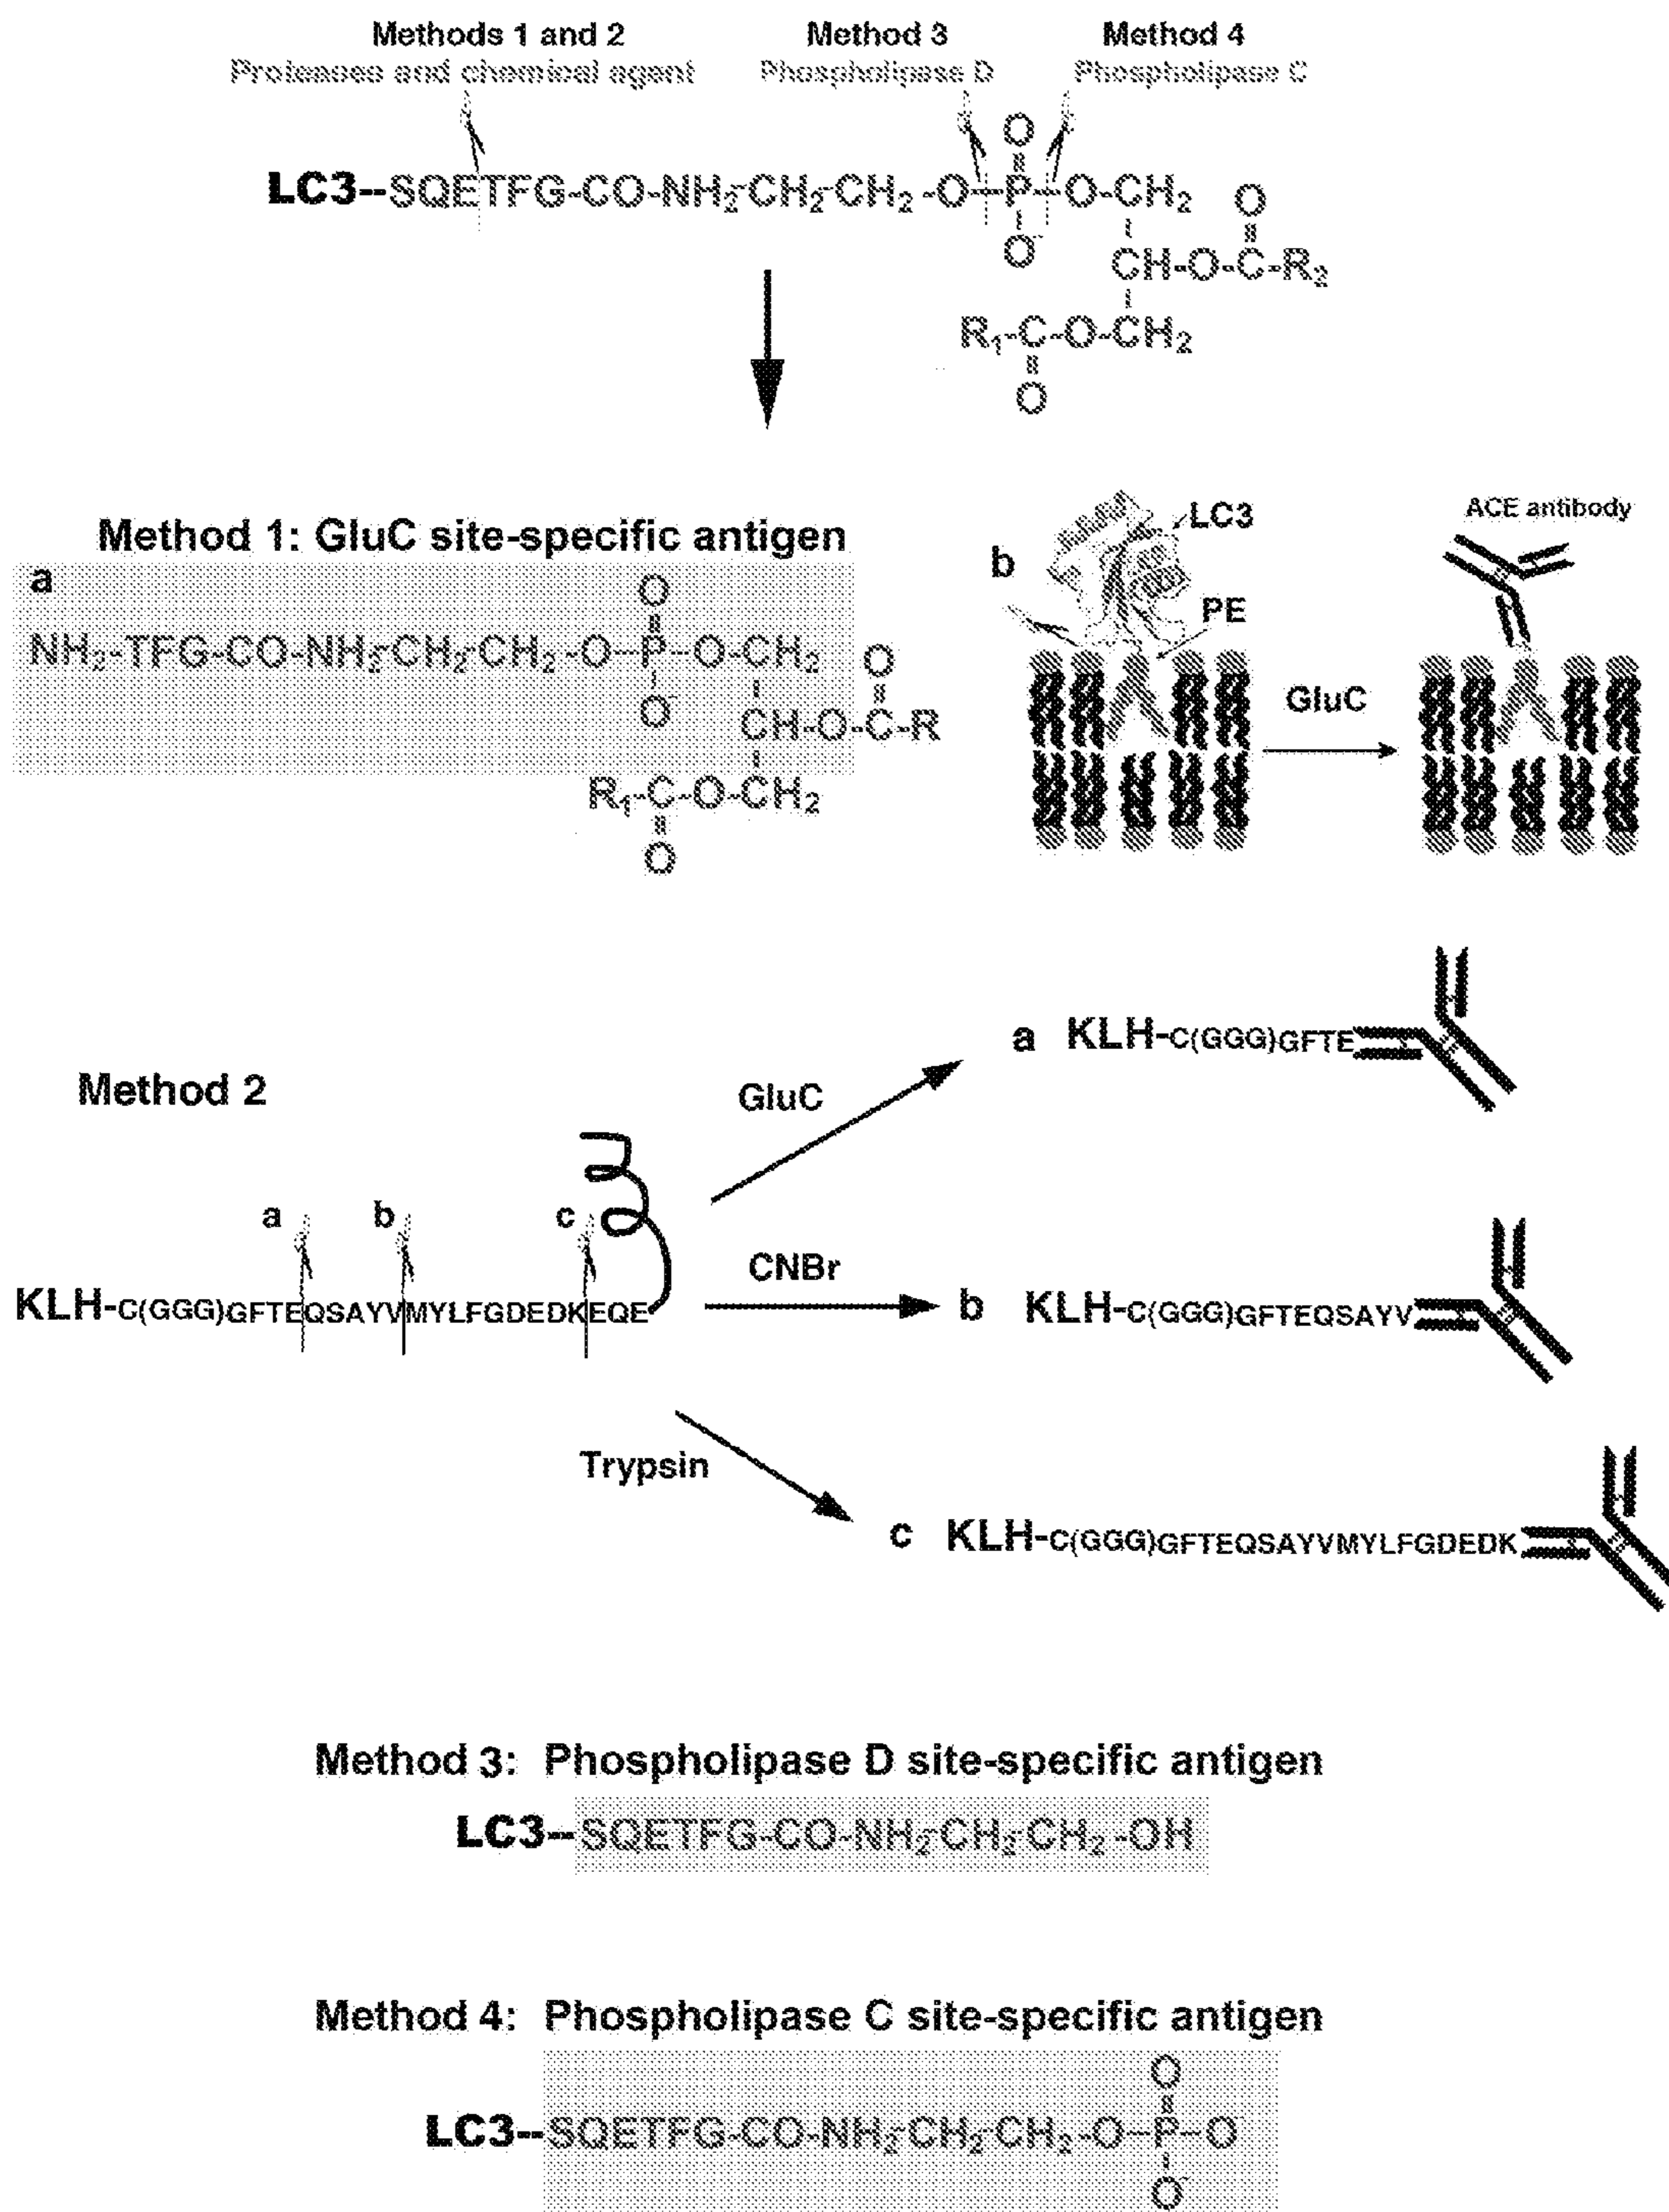 Methods 1 and 2 Method 3 Method 4
Proteases and chemical agent Phospholipase D Phospholipase C
O
LC3--SQETFG-CO-NH2-CH2-CH2-O-P-O-CH2 O
O- CH-O-C-R2
R1-C-O-CH2
O
Method 1: GluC site-specific antigen
a
O
NH2-TFG-CO-NH2-CH2-CH2-O-P-O-CH2 O
O- CH-O-C-R
R1-C-O-CH2
O
b
LC3
PE
GluC
ACE antibody
Method 2
a b c
KLH-C(GGG)GFTEQSAYVMYLFGDEDKEQE
GluC
a KLH-C(GGG)GFTE
CNBr
b KLH-C(GGG)GFTEQSAYV
Trypsin
c KLH-C(GGG)GFTEQSAYVMYLFGDEDK
Method 3: Phospholipase D site-specific antigen
LC3--SQETFG-CO-NH2-CH2-CH2-OH
Method 4: Phospholipase C site-specific antigen
O
LC3--SQETFG-CO-NH2-CH2-CH2-O-P-O
O-